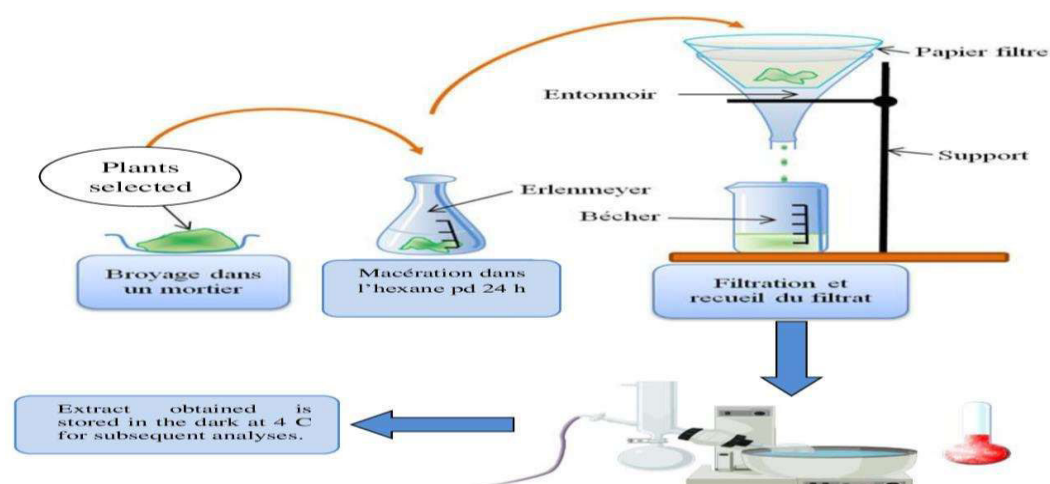 Plants
selected
Broyage dans
un mortier
Erlenmeyer
Macération dans
l'hexane pd 24 h
Papier filtre
Entonnoir
Support
Bécher
Filtration et
recueil du filtrat
Extract obtained is
stored in the dark at 4 C
for subsequent analyses.